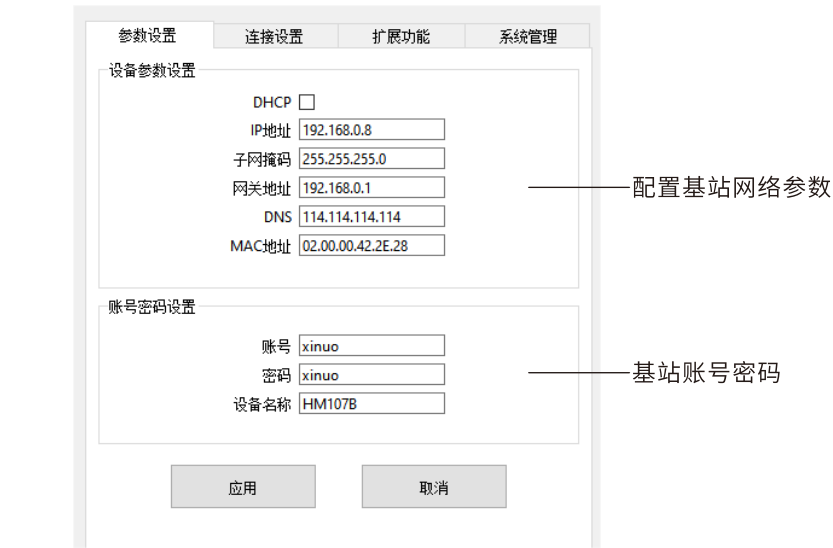 参数设置 连接设置 扩展功能 系统管理
设备参数设置
DHCP
IP地址 192.168.0.8
子网掩码 255.255.255.0
网关地址 192.168.0.1
配置基站网络参数
DNS 114.114.114.114
MAC地址 02.00.00.42.2E.28
账号密码设置
账号 xinuo
密码 xinuo
基站账号密码
设备名称 HM107B
应用 取消